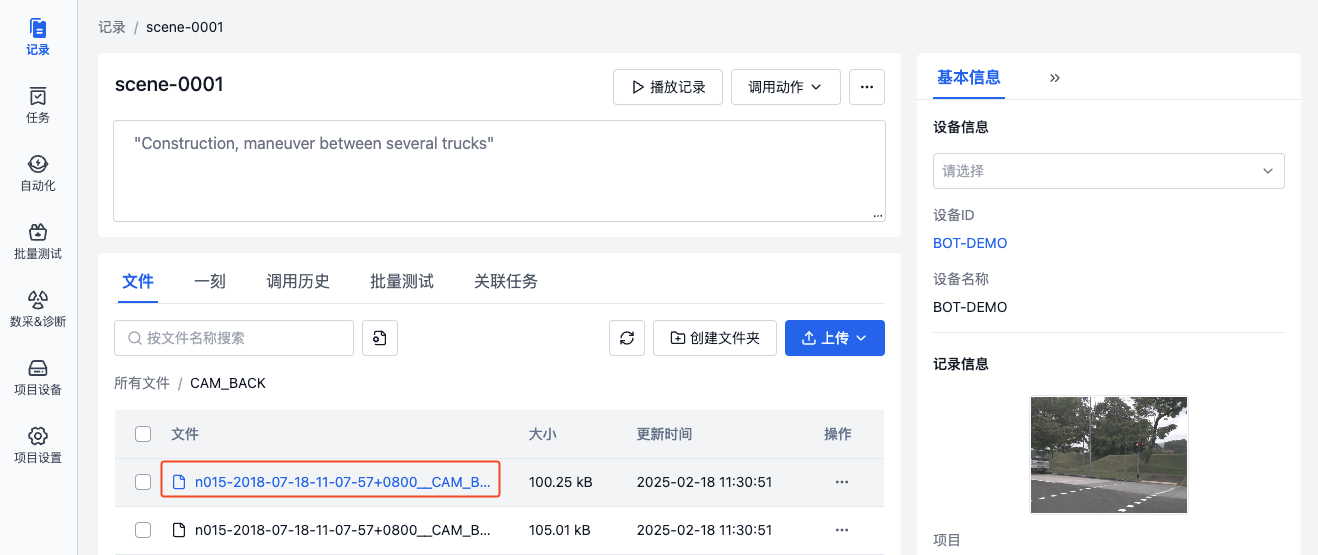 记录
任务
自动化
批量测试
数采&诊断
项目设备
项目设置
记录 / scene-0001
scene-0001
播放记录
调用动作
"Construction, maneuver between several trucks"
文件 一刻 调用历史 批量测试 关联任务
按文件名称搜索
创建文件夹
上传
所有文件 / CAM_BACK
文件 大小 更新时间 操作
n015-2018-07-18-11-07-57+0800__CAM_B... 100.25 kB 2025-02-18 11:30:51
n015-2018-07-18-11-07-57+0800__CAM_B... 105.01 kB 2025-02-18 11:30:51
基本信息
设备信息
请选择
设备ID
BOT-DEMO
设备名称
BOT-DEMO
记录信息
项目